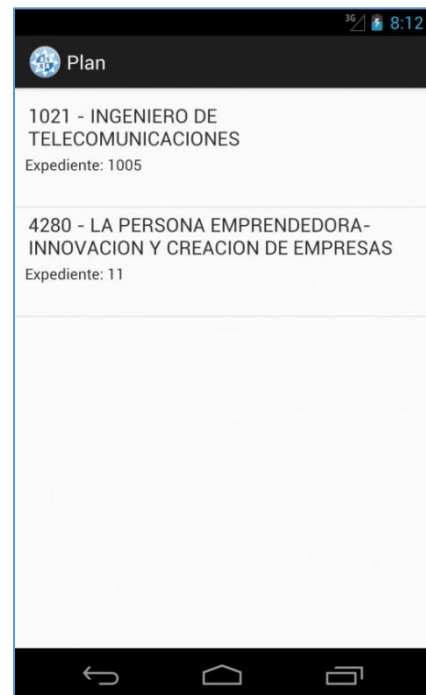 3G 8:12
Plan
1021 - INGENIERO DE
TELECOMUNICACIONES
Expediente: 1005
4280 - LA PERSONA EMPRENDEDORA-
INNOVACION Y CREACION DE EMPRESAS
Expediente: 11